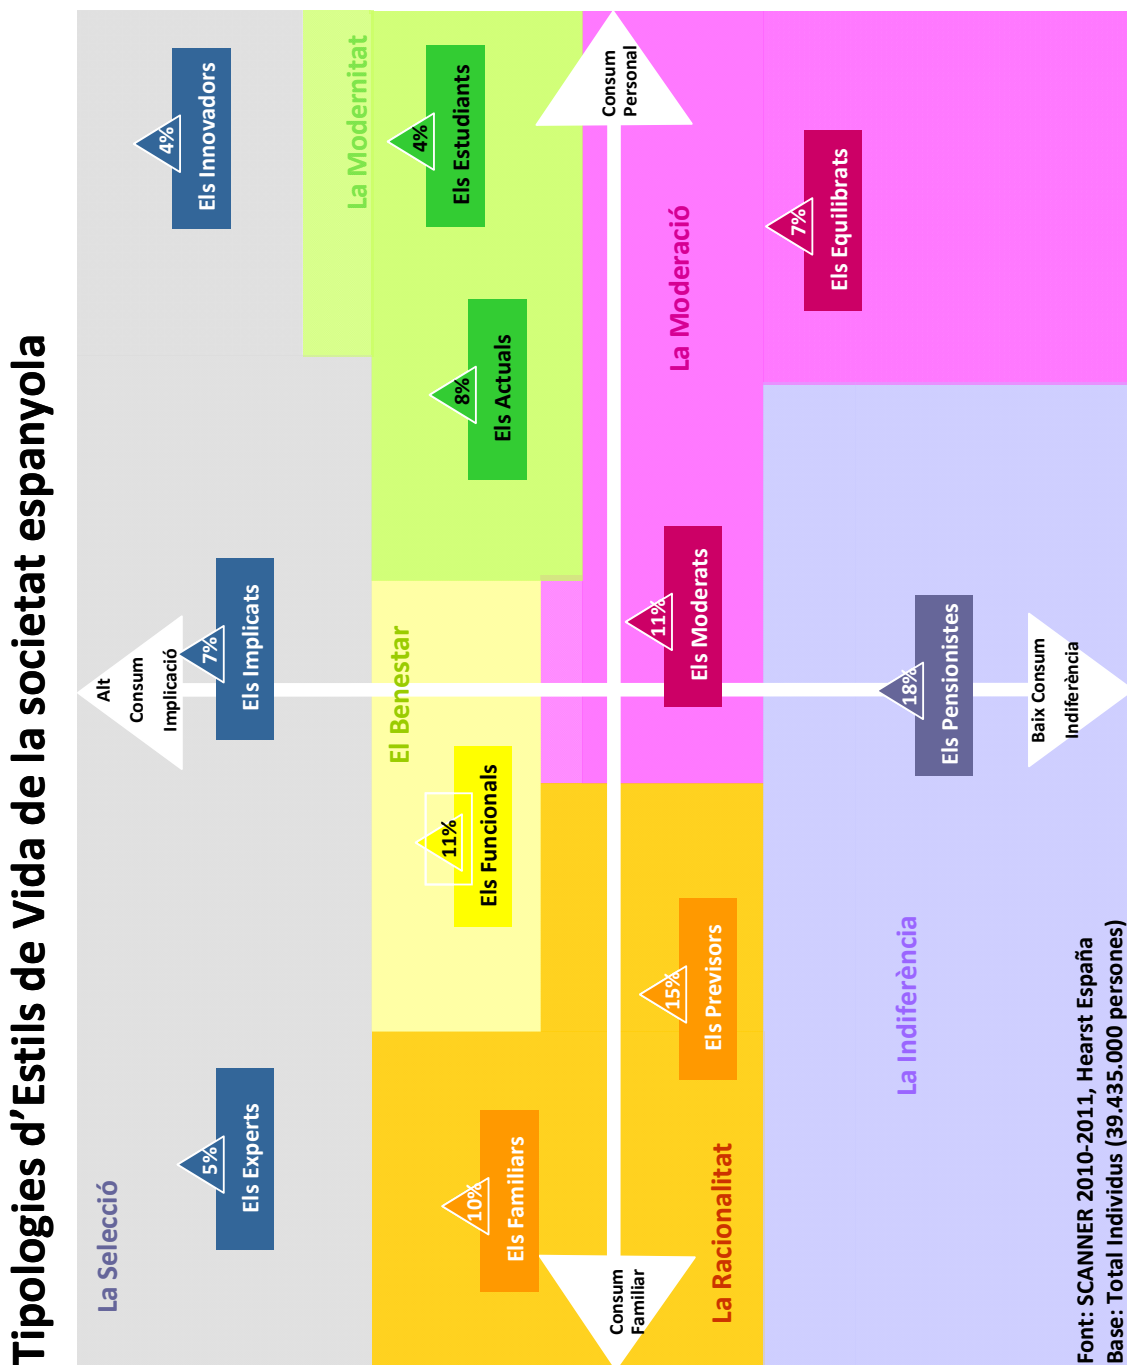 Tipologies d’Estils de Vida de la societat espanyola
La Selecció
5%
Els Experts
Alt
Consum
Implicació
7%
Els Implicats
4%
Els Innovadors
La Modernitat
4%
Els Estudiants
8%
Els Actuals
El Benestar
11%
Els Funcionals
10%
Els Familiars
Consum
Familiar
Consum
Personal
15%
Els Previsors
La Racionalitat
11%
Els Moderats
La Moderació
7%
Els Equilibrats
La Indiferència
18%
Els Pensionistes
Baix Consum
Indiferència
Font: SCANNER 2010-2011, Hearst España
Base: Total Individus (39.435.000 persones)